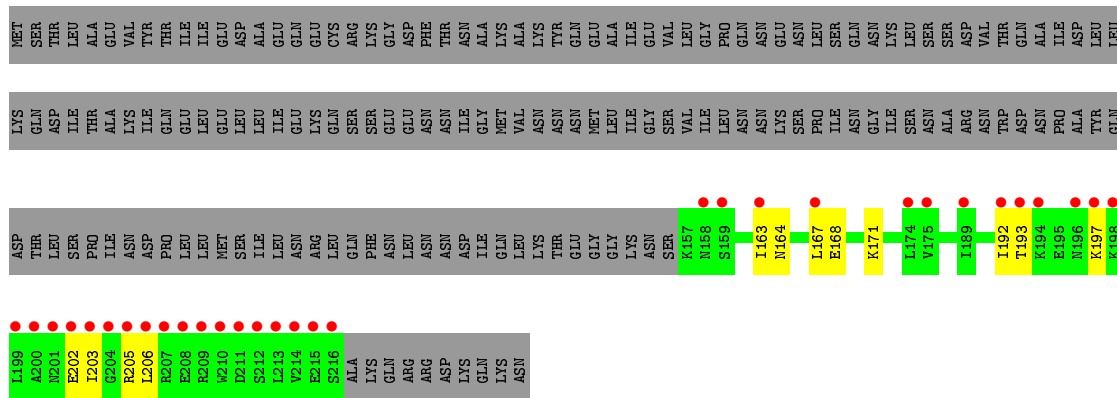 MET SER THR LEU ALA GLU VAL TYR THR ILE ILE GLU ASP ALA GLU GLN GLU CYS ARG LYS GLY ASP PHE THR ASN ALA LYS ALA LYS TYR GLN GLU ALA ILE GLU VAL LEU GLY PRO GLN ASN GLU ASN LEU SER GLN ASN LYS LEU SER SER ASP VAL THR GLN ALA ILE ASP LEU LEU
LYS GLN ASP ILE THR ALA LYS ILE GLN GLU LEU GLU LEU LEU ILE GLU LYS GLN SER SER GLU GLU ASN ASN ILE GLY MET VAL ASN ASN ASN MET LEU ILE GLY SER VAL ILE LEU ASN ASN LYS SER PRO ILE ASN GLY ILE SER ASN ALA ARG ASN TRP ASP ASN PRO ALA TYR GLN
ASP THR LEU SER PRO ILE ASN ASP PRO LEU LEU MET SER ILE LEU ASN ARG LEU GLN PHE ASN LEU ASN ASN ASP ILE GLN LEU LYS THR GLU GLY GLY LYS ASN SER K157 N158 S159 I163 N164 L167 E168 K171 L174 V175 I189 I192 T193 K194 E195 N196 K197 K198
L199 A200 N201 E202 I203 G204 R205 L206 R207 E208 R209 W210 D211 S212 L213 V214 E215 S216 ALA LYS GLN ARG ARG ASP LYS GLN LYS ASN